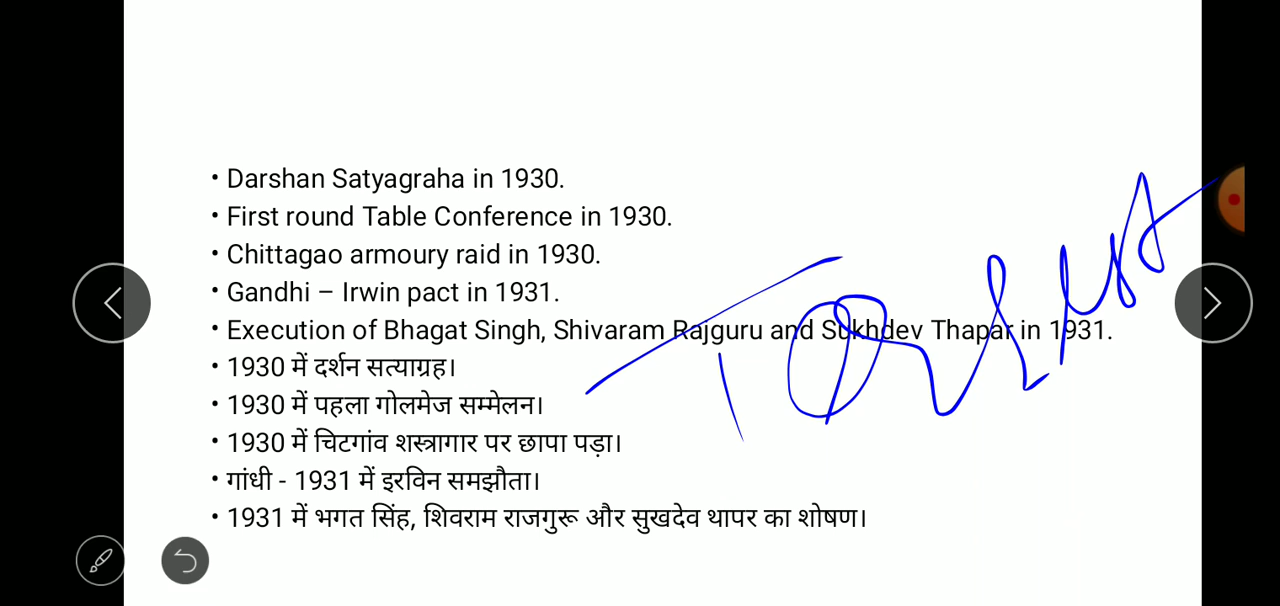 • Darshan Satyagraha in 1930.
• First round Table Conference in 1930.
• Chittagao armoury raid in 1930.
• Gandhi – Irwin pact in 1931.
• Execution of Bhagat Singh, Shivaram Rajguru and Sukhdev Thapar in 1931.
• 1930 में दर्शन सत्याग्रह।
• 1930 में पहला गोलमेज सम्मेलन।
• 1930 में चिटगांव शस्त्रागार पर छापा पड़ा।
• गांधी - 1931 में इरविन समझौता।
• 1931 में भगत सिंह, शिवराम राजगुरू और सुखदेव थापर का शोषण।